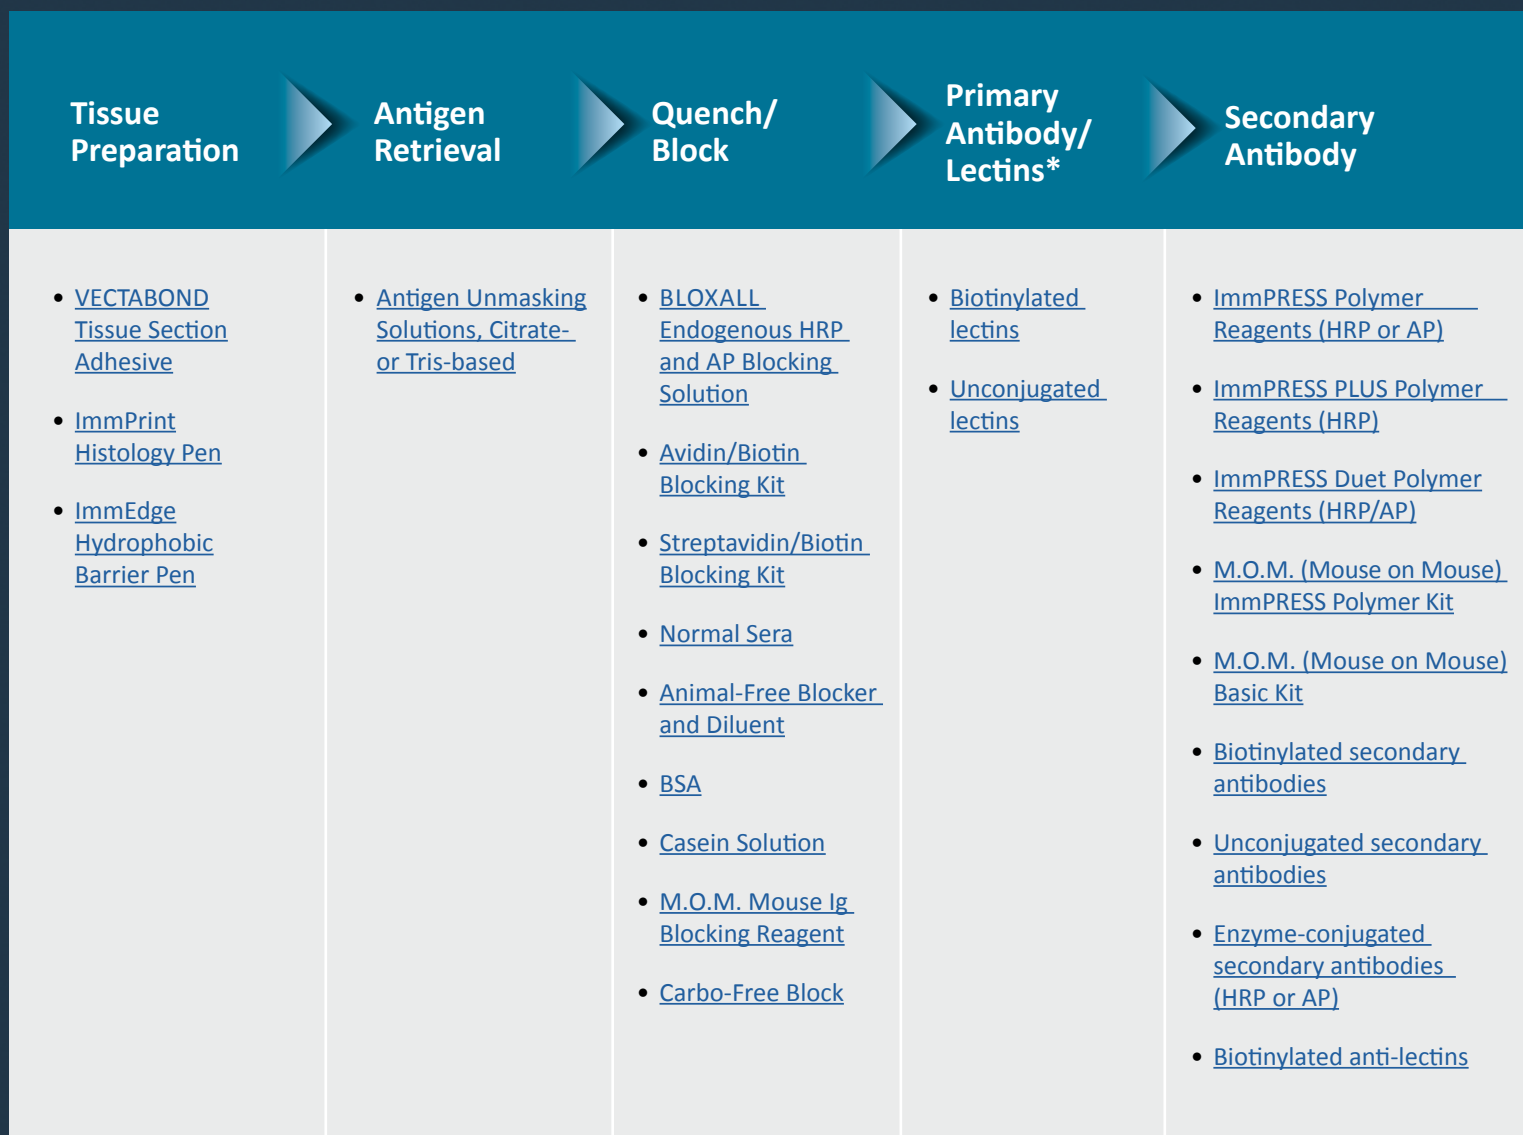 Tissue
Preparation
Antigen
Retrieval
Quench/
Block
Primary
Antibody/
Lectins*
Secondary
Antibody
• VECTABOND
Tissue Section
Adhesive
• ImmPrint
Histology Pen
• ImmEdge
Hydrophobic
Barrier Pen
• Antigen Unmasking
Solutions, Citrate-
or Tris-based
• BLOXALL
Endogenous HRP
and AP Blocking
Solution
• Avidin/Biotin
Blocking Kit
• Streptavidin/Biotin
Blocking Kit
• Normal Sera
• Animal-Free Blocker
and Diluent
• BSA
• Casein Solution
• M.O.M. Mouse Ig
Blocking Reagent
• Carbo-Free Block
• Biotinylated
lectins
• Unconjugated
lectins
• ImmPRESS Polymer
Reagents (HRP or AP)
• ImmPRESS PLUS Polymer
Reagents (HRP)
• ImmPRESS Duet Polymer
Reagents (HRP/AP)
• M.O.M. (Mouse on Mouse)
ImmPRESS Polymer Kit
• M.O.M. (Mouse on Mouse)
Basic Kit
• Biotinylated secondary
antibodies
• Unconjugated secondary
antibodies
• Enzyme-conjugated
secondary antibodies
(HRP or AP)
• Biotinylated anti-lectins